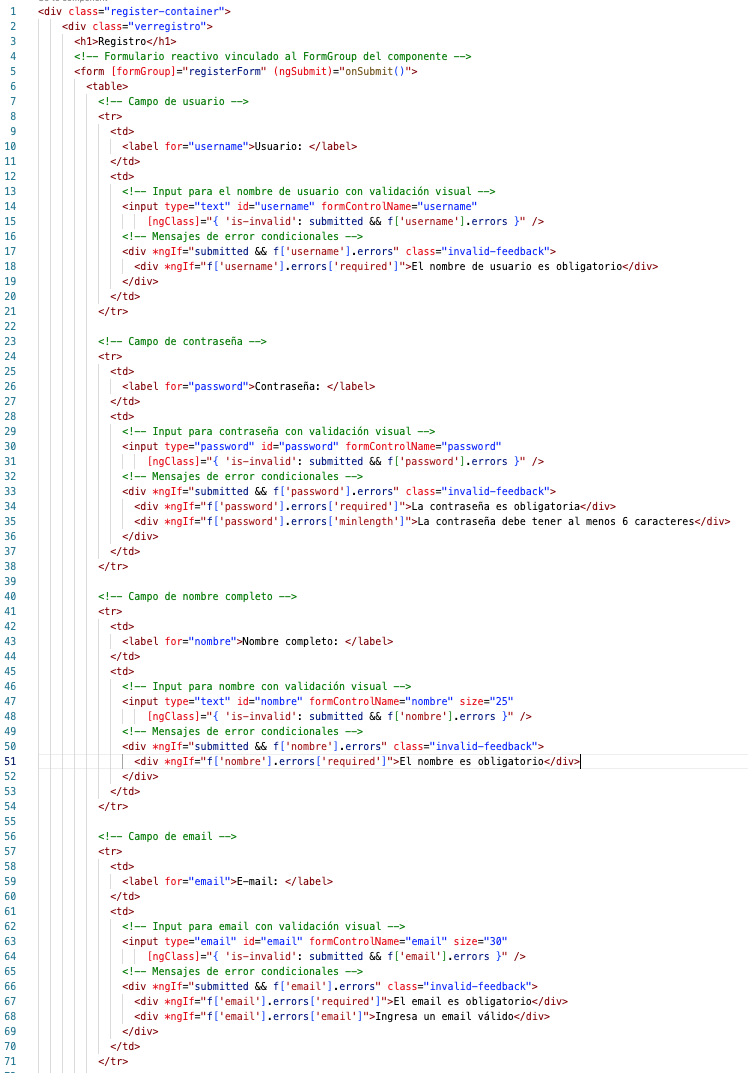 1 <div class="register-container">
2 <div class="verregistro">
3 <h1>Registro</h1>
4 <!-- Formulario reactivo vinculado al FormGroup del componente -->
5 <form [formGroup]="registerForm" (ngSubmit)="onSubmit()">
6 <table>
7 <!-- Campo de usuario -->
8 <tr>
9 <td>
10 <label for="username">Usuario: </label>
11 </td>
12 <td>
13 <!-- Input para el nombre de usuario con validación visual -->
14 <input type="text" id="username" formControlName="username"
15 [ngClass]="{ 'is-invalid': submitted && f['username'].errors }" />
16 <!-- Mensajes de error condicionales -->
17 <div *ngIf="submitted && f['username'].errors" class="invalid-feedback">
18 <div *ngIf="f['username'].errors['required']">El nombre de usuario es obligatorio</div>
19 </div>
20 </td>
21 </tr>
22
23 <!-- Campo de contraseña -->
24 <tr>
25 <td>
26 <label for="password">Contraseña: </label>
27 </td>
28 <td>
29 <!-- Input para contraseña con validación visual -->
30 <input type="password" id="password" formControlName="password"
31 [ngClass]="{ 'is-invalid': submitted && f['password'].errors }" />
32 <!-- Mensajes de error condicionales -->
33 <div *ngIf="submitted && f['password'].errors" class="invalid-feedback">
34 <div *ngIf="f['password'].errors['required']">La contraseña es obligatoria</div>
35 <div *ngIf="f['password'].errors['minlength']">La contraseña debe tener al menos 6 caracteres</div>
36 </div>
37 </td>
38 </tr>
39
40 <!-- Campo de nombre completo -->
41 <tr>
42 <td>
43 <label for="nombre">Nombre completo: </label>
44 </td>
45 <td>
46 <!-- Input para nombre con validación visual -->
47 <input type="text" id="nombre" formControlName="nombre" size="25"
48 [ngClass]="{ 'is-invalid': submitted && f['nombre'].errors }" />
49 <!-- Mensajes de error condicionales -->
50 <div *ngIf="submitted && f['nombre'].errors" class="invalid-feedback">
51 <div *ngIf="f['nombre'].errors['required']">El nombre es obligatorio</div>
52 </div>
53 </td>
54 </tr>
55
56 <!-- Campo de email -->
57 <tr>
58 <td>
59 <label for="email">E-mail: </label>
60 </td>
61 <td>
62 <!-- Input para email con validación visual -->
63 <input type="email" id="email" formControlName="email" size="30"
64 [ngClass]="{ 'is-invalid': submitted && f['email'].errors }" />
65 <!-- Mensajes de error condicionales -->
66 <div *ngIf="submitted && f['email'].errors" class="invalid-feedback">
67 <div *ngIf="f['email'].errors['required']">El email es obligatorio</div>
68 <div *ngIf="f['email'].errors['email']">Ingresa un email válido</div>
69 </div>
70 </td>
71 </tr>